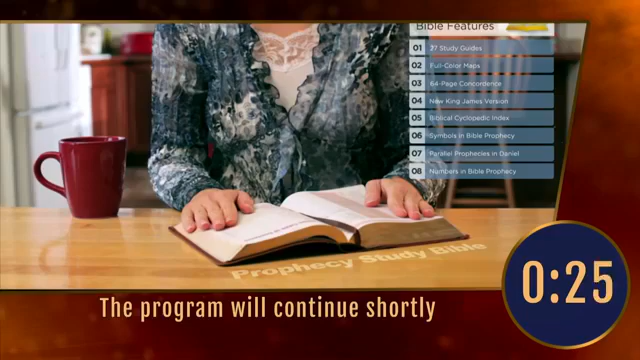 Bible Features
01 27 Study Guides
02 Full-Color Maps
03 64-Page Concordence
04 New King James Version
05 Biblical Cyclopedic Index
06 Symbols in Bible Prophecy
07 Parallel Prophecies in Daniel
08 Numbers in Bible Prophecy
Prophecy Study Bible
0:25
The program will continue shortly